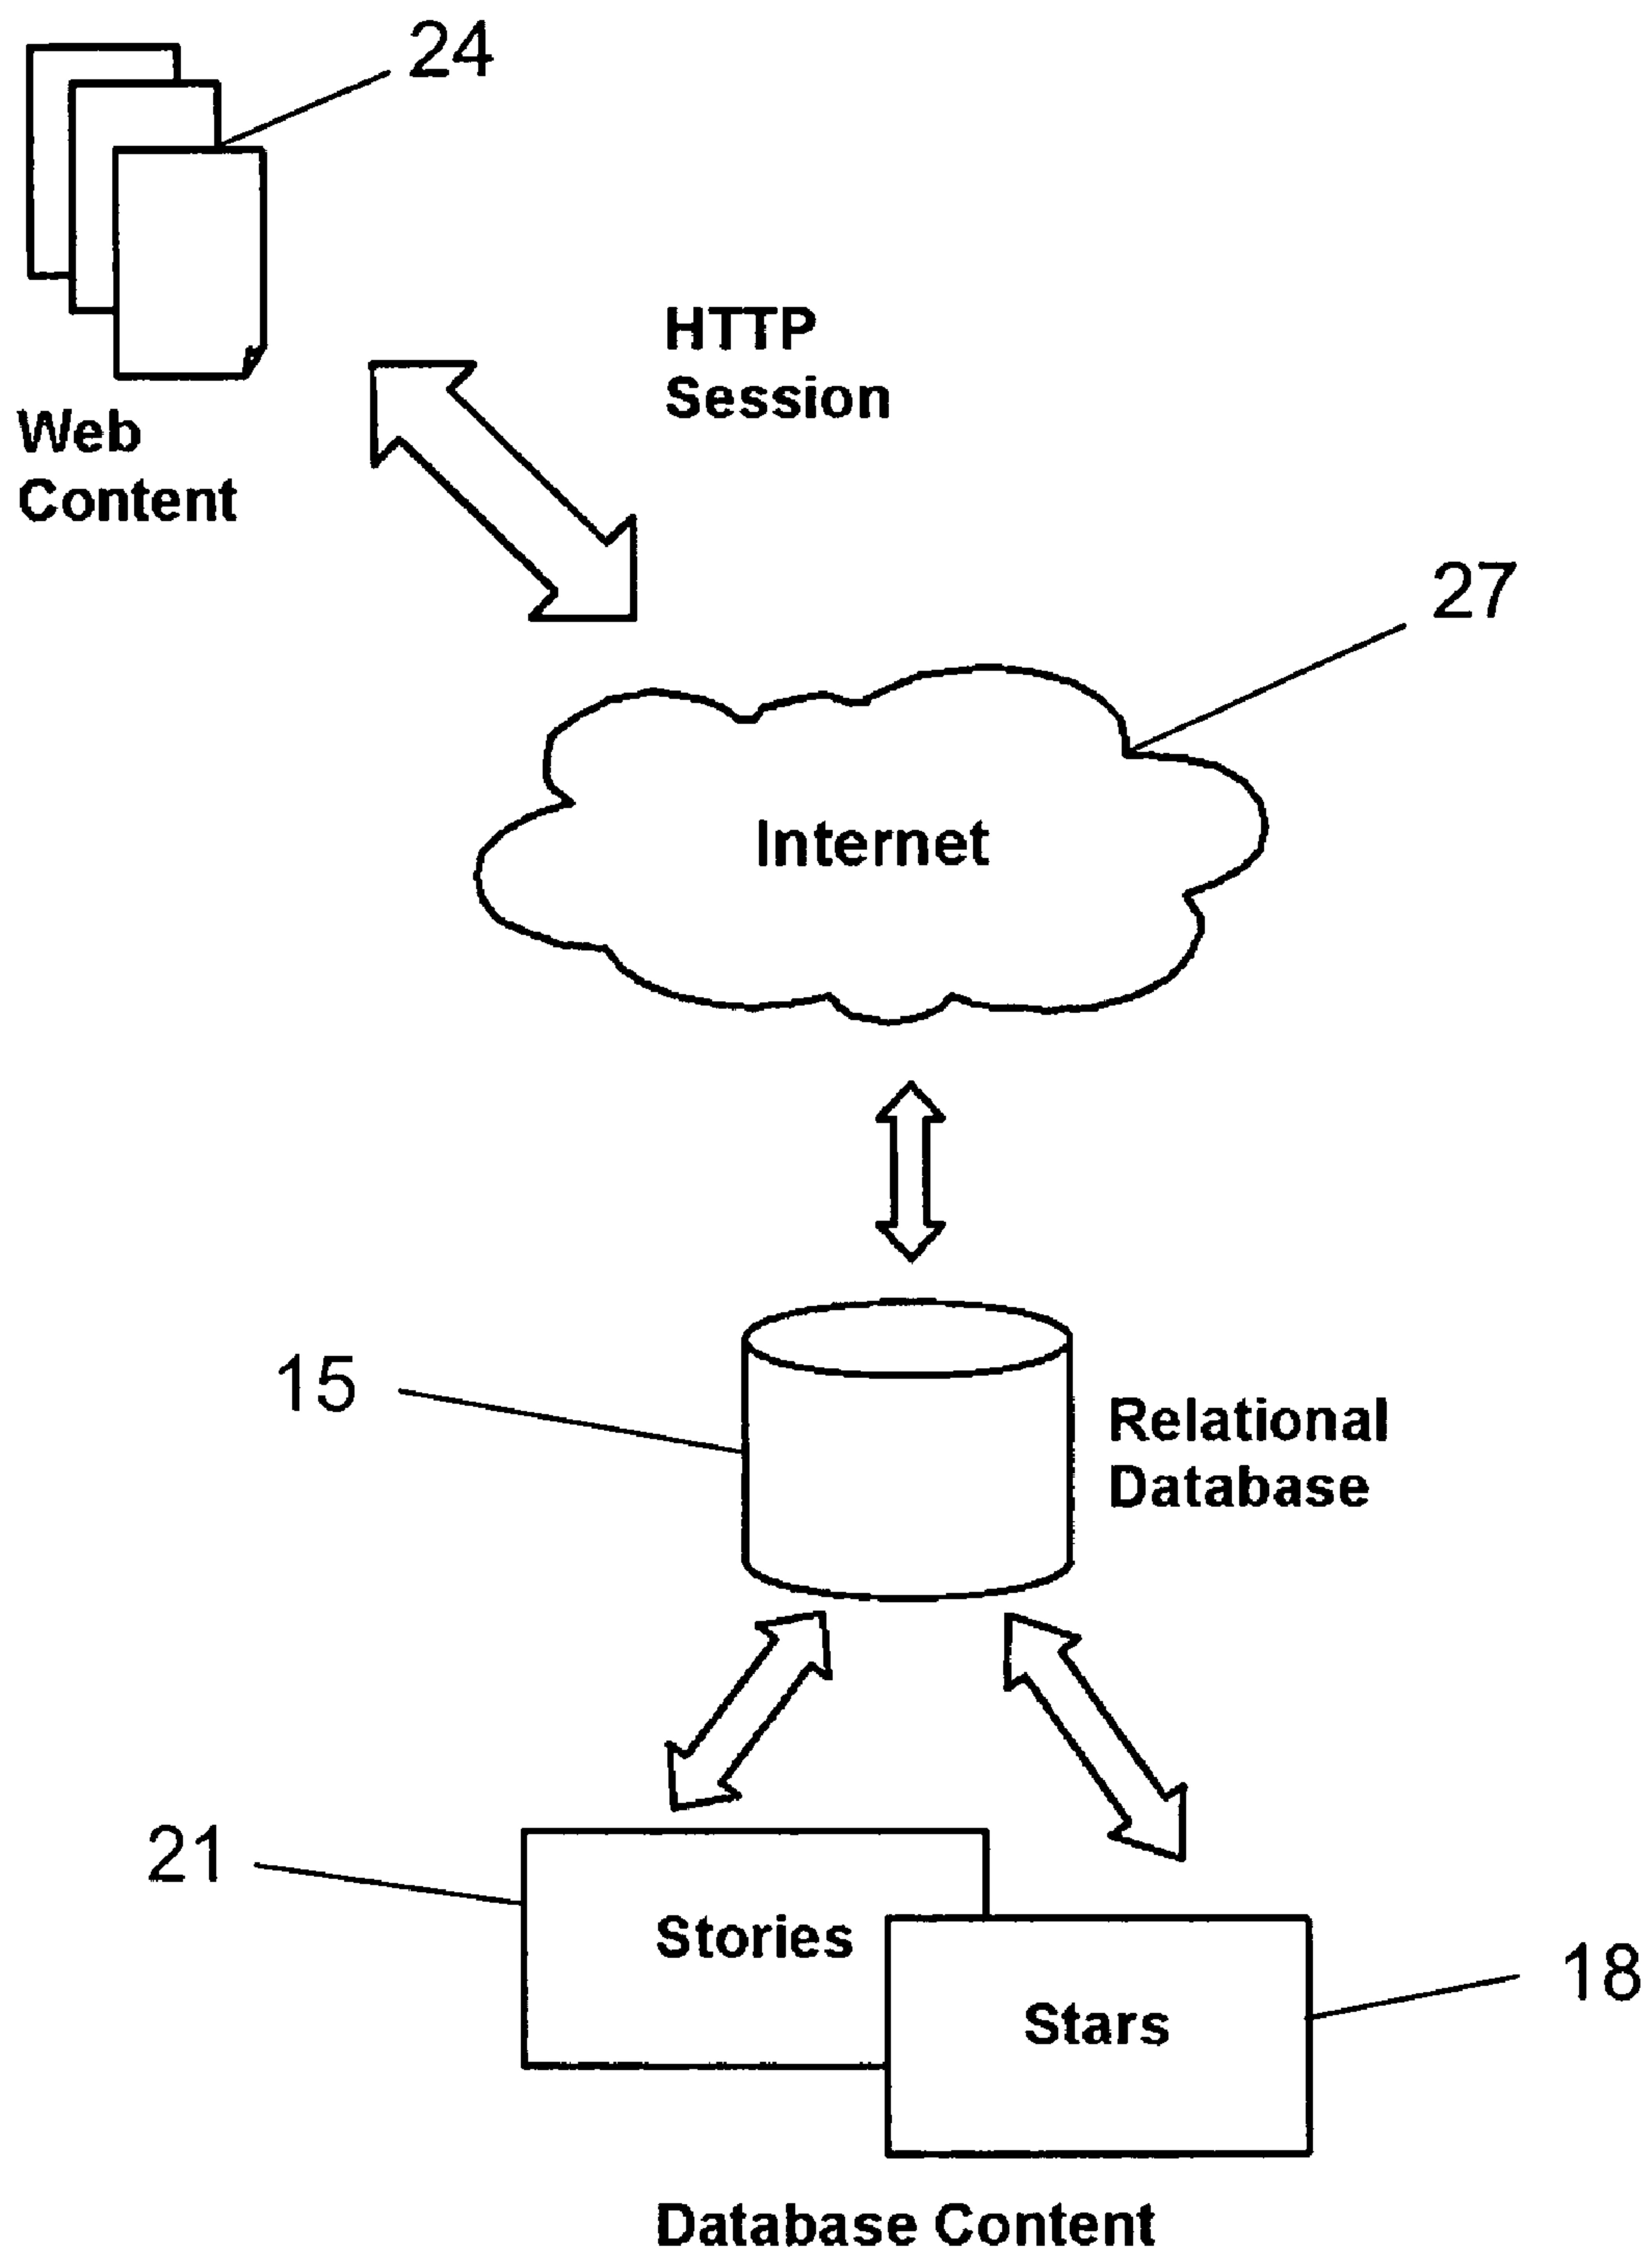 24
HTTP
Session
Web
Content
27
Internet
15
Relational
Database
21
Stories
18
Stars
Database Content